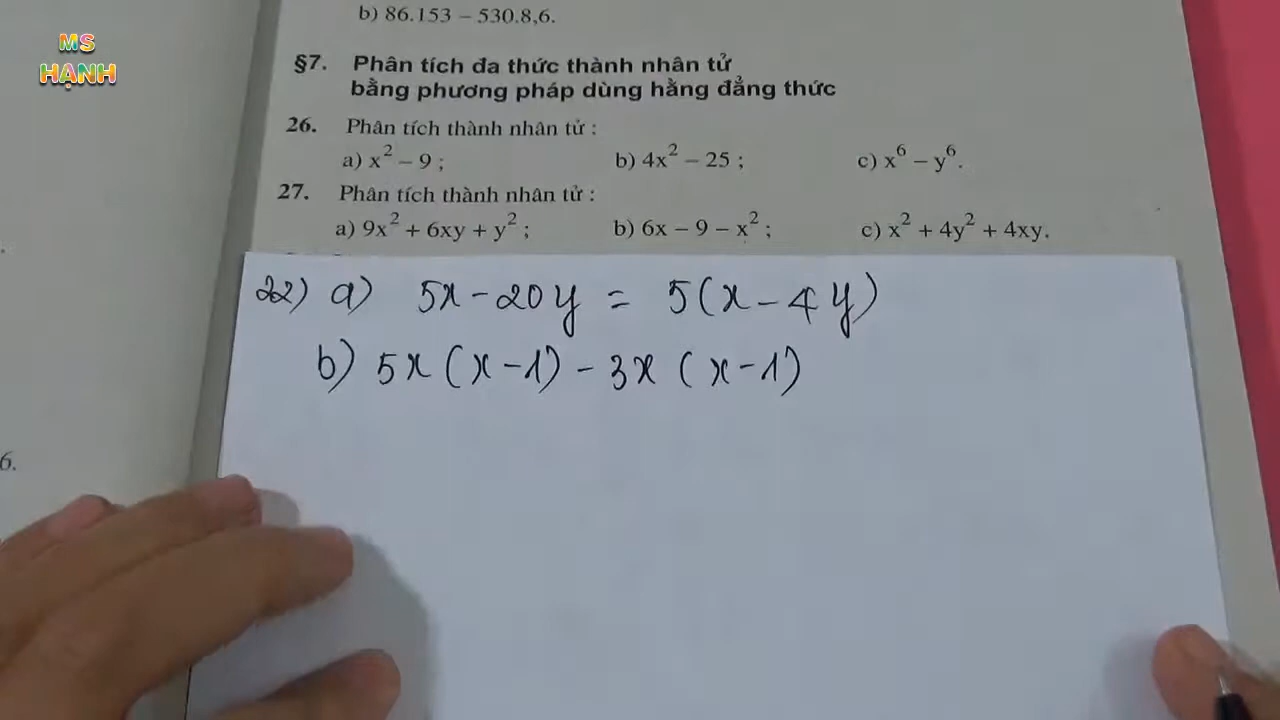 MS
HẠNH
b) 86.153 – 530.8,6.
§7. Phân tích đa thức thành nhân tử
bằng phương pháp dùng hằng đẳng thức
26. Phân tích thành nhân tử :
a) x² – 9 ; b) 4x² – 25 ; c) x⁶ – y⁶.
27. Phân tích thành nhân tử :
a) 9x² + 6xy + y² ; b) 6x – 9 – x² ; c) x² + 4y² + 4xy.
22) a) 5x – 20y = 5(x – 4y)
b) 5x (x – 1) – 3x (x – 1)
6.